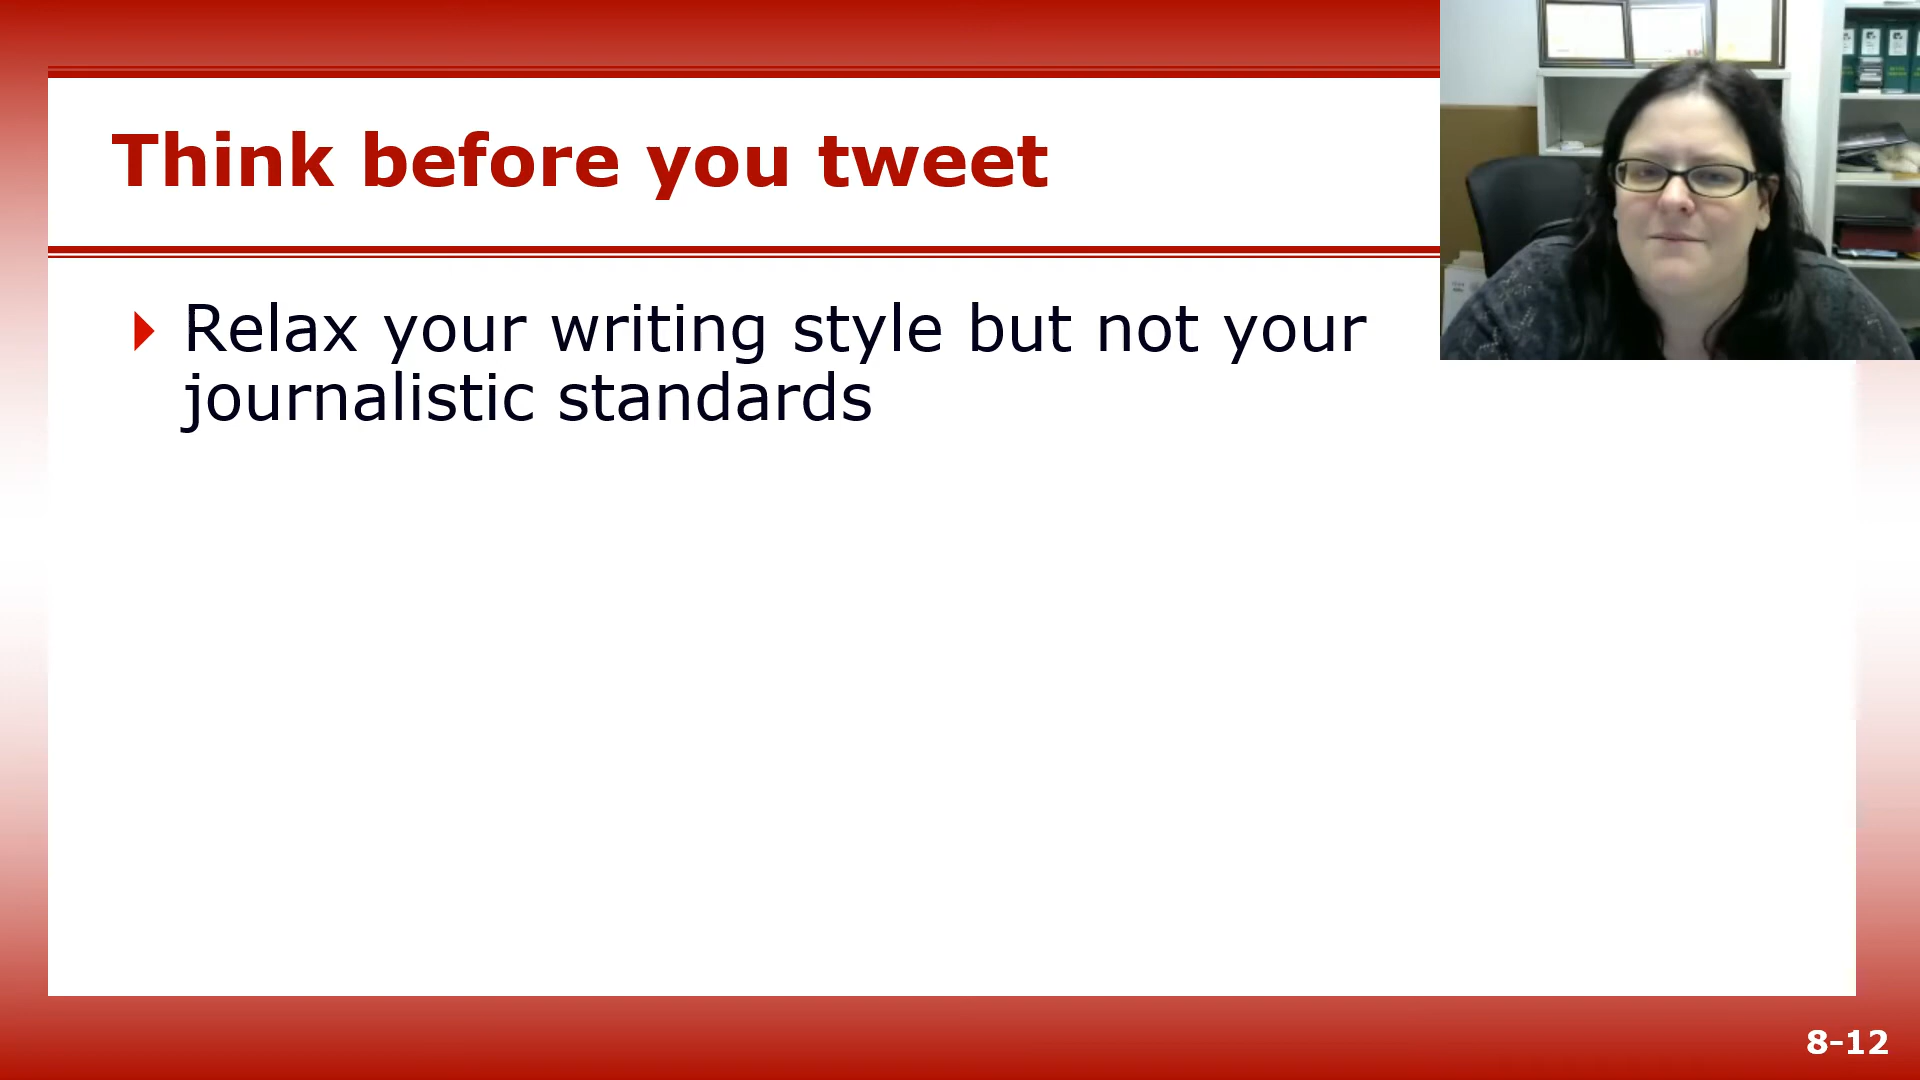 Think before you tweet
Relax your writing style but not your
journalistic standards
8-12